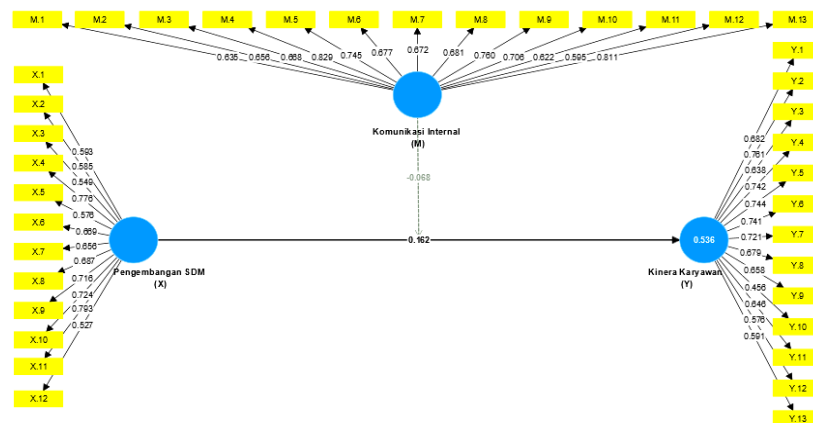 M.1 M.2 M.3 M.4 M.5 M.6 M.7 M.8 M.9 M.10 M.11 M.12 M.13
0.635 0.656 0.668 0.829 0.745 0.677 0.672 0.681 0.760 0.706 0.622 0.595 0.811
Komunikasi Internal
(M)
-0.068
X.1
X.2
X.3
X.4
X.5
X.6
X.7
X.8
X.9
X.10
X.11
X.12
0.593
0.585
0.549
0.776
0.576
0.669
0.656
0.687
0.716
0.724
0.793
0.527
Pengembangan SDM
(X)
0.162
0.536
Kinera Karyawan
(Y)
0.682
0.761
0.638
0.742
0.744
0.741
0.721
0.679
0.658
0.456
0.646
0.576
0.591
Y.1
Y.2
Y.3
Y.4
Y.5
Y.6
Y.7
Y.8
Y.9
Y.10
Y.11
Y.12
Y.13